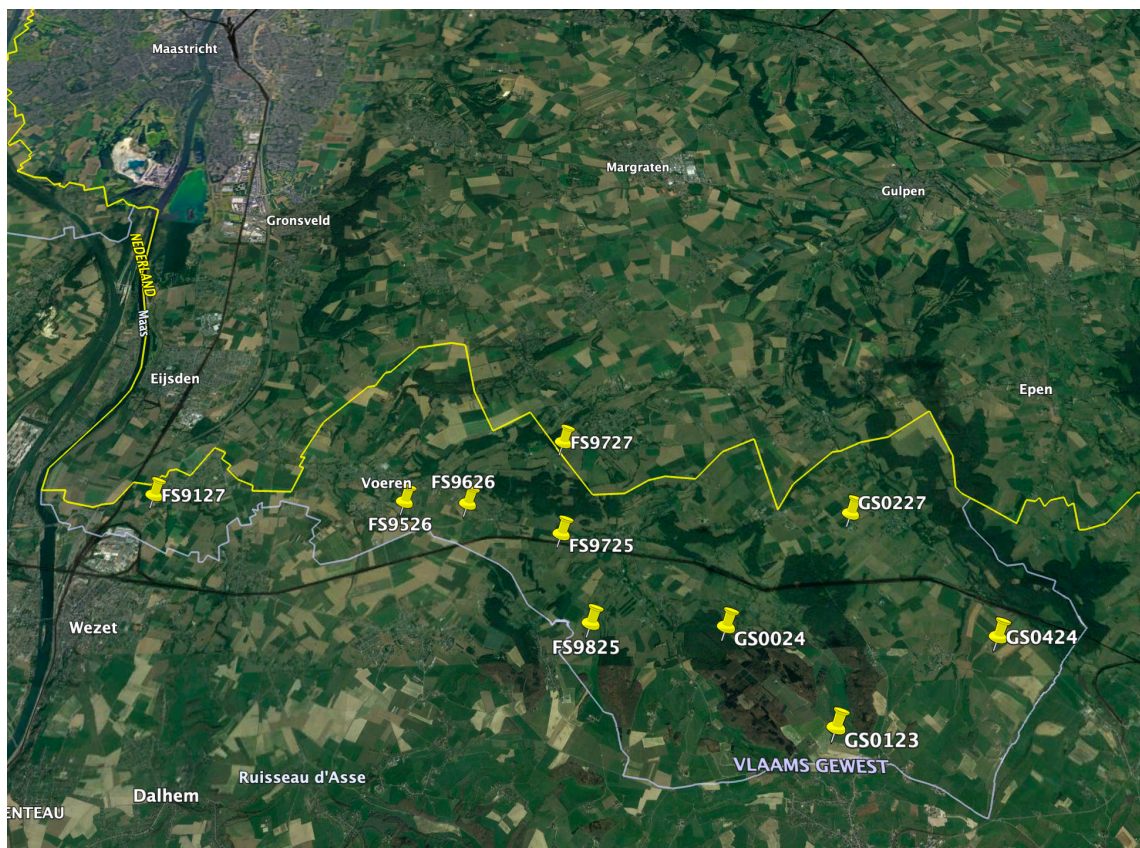 Maastricht
Margraten
Gulpen
Gronsveld
NEDERLAND
Maas
Eijsden
Epen
FS9727
Voeren
FS9626
FS9127
GS0227
FS9526
FS9725
Wezet
GS0424
GS0024
FS9825
GS0123
VLAAMS GEWEST
Ruisseau d'Asse
Dalhem
ENTEAU